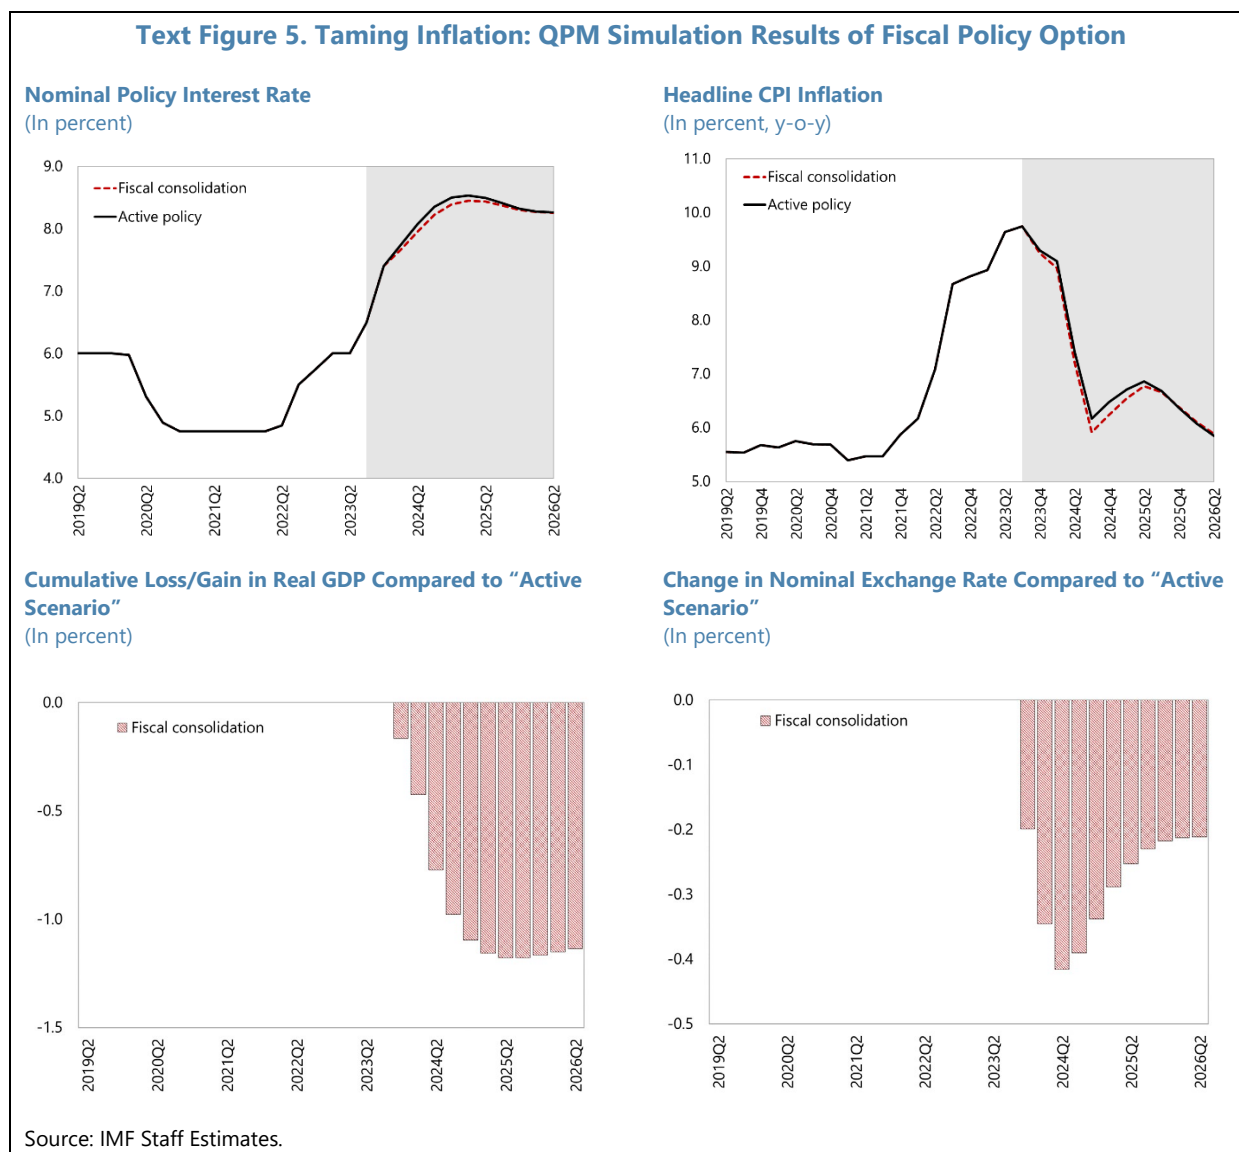 Text Figure 5. Taming Inflation: QPM Simulation Results of Fiscal Policy Option
Nominal Policy Interest Rate
(In percent)
9.0
8.0
7.0
6.0
5.0
4.0
Fiscal consolidation
Active policy
2019Q2
2020Q2
2021Q2
2022Q2
2023Q2
2024Q2
2025Q2
2026Q2
Headline CPI Inflation
(In percent, y-o-y)
11.0
10.0
9.0
8.0
7.0
6.0
5.0
Fiscal consolidation
Active policy
2019Q2
2019Q4
2020Q2
2020Q4
2021Q2
2021Q4
2022Q2
2022Q4
2023Q2
2023Q4
2024Q2
2024Q4
2025Q2
2025Q4
2026Q2
Cumulative Loss/Gain in Real GDP Compared to “Active
Scenario”
(In percent)
0.0
-0.5
-1.0
-1.5
Fiscal consolidation
2019Q2
2020Q2
2021Q2
2022Q2
2023Q2
2024Q2
2025Q2
2026Q2
Change in Nominal Exchange Rate Compared to “Active
Scenario”
(In percent)
0.0
-0.1
-0.2
-0.3
-0.4
-0.5
Fiscal consolidation
2019Q2
2020Q2
2021Q2
2022Q2
2023Q2
2024Q2
2025Q2
2026Q2
Source: IMF Staff Estimates.